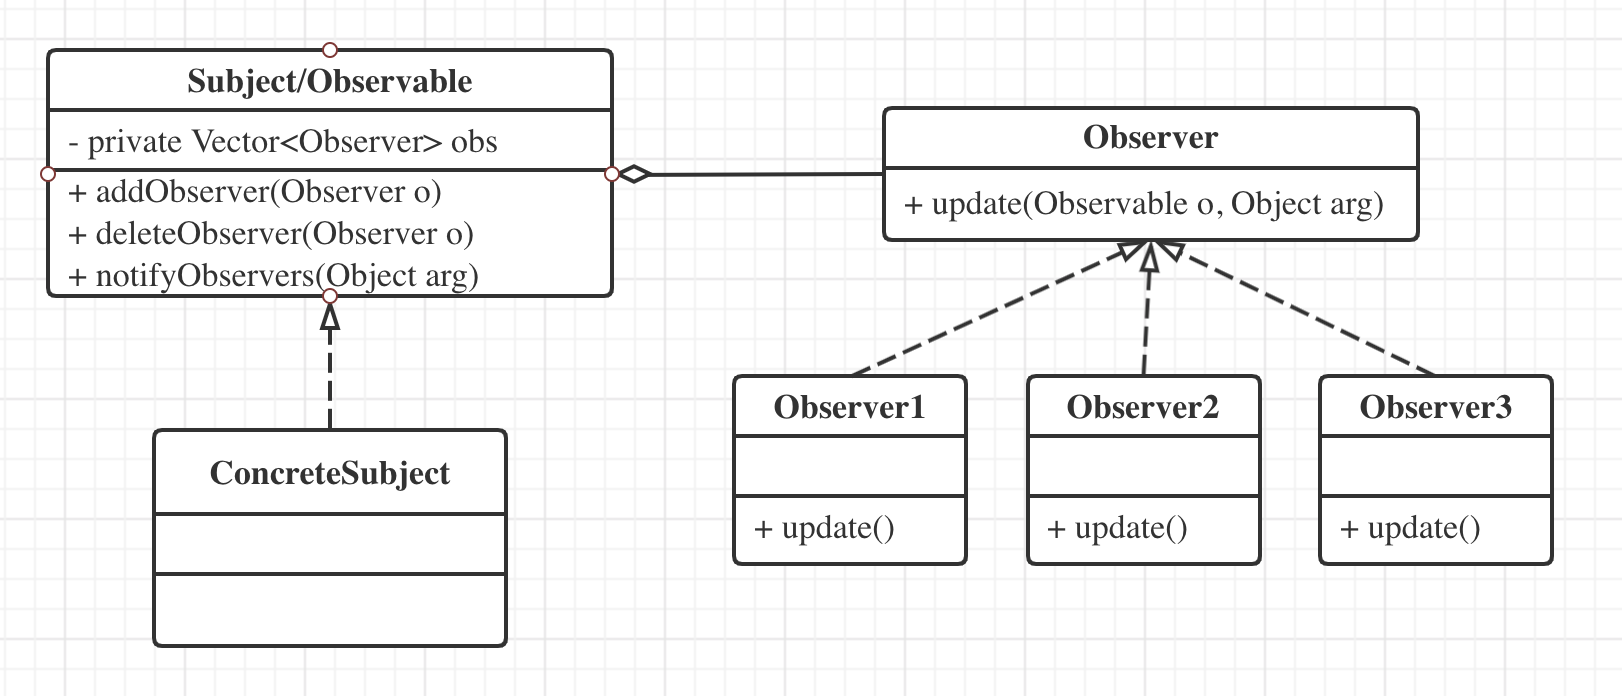 Subject/Observable
- private Vector<Observer> obs
+ addObserver(Observer o)
+ deleteObserver(Observer o)
+ notifyObservers(Object arg)
Observer
+ update(Observable o, Object arg)
ConcreteSubject
Observer1
+ update()
Observer2
+ update()
Observer3
+ update()